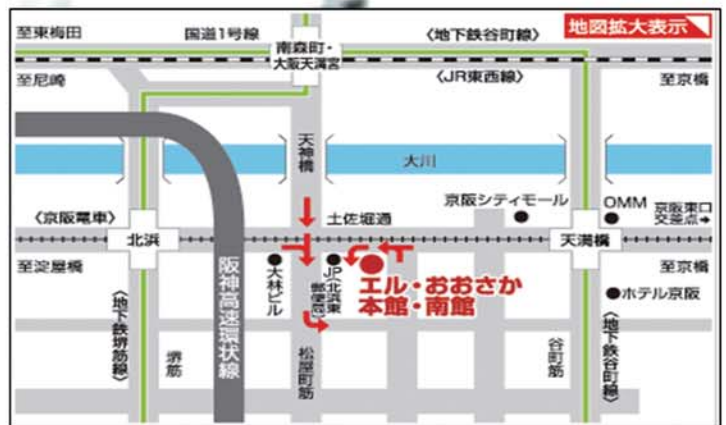 至東梅田
国道1号線
〈地下鉄谷町線〉
地図拡大表示
南森町・
大阪天満宮
至尼崎
〈JR東西線〉
至京橋
天神橋
大川
京阪シティモール
OMM
京阪東口
交差点→
〈京阪電車〉
土佐堀通
北浜
天満橋
至淀屋橋
大林ビル
JP(北浜東
郵便局)
エル・おおさか
本館・南館
至京橋
ホテル京阪
阪神高速環状線
〈地下鉄堺筋線〉
堺筋
松屋町筋
谷町筋
〈地下鉄谷町線〉